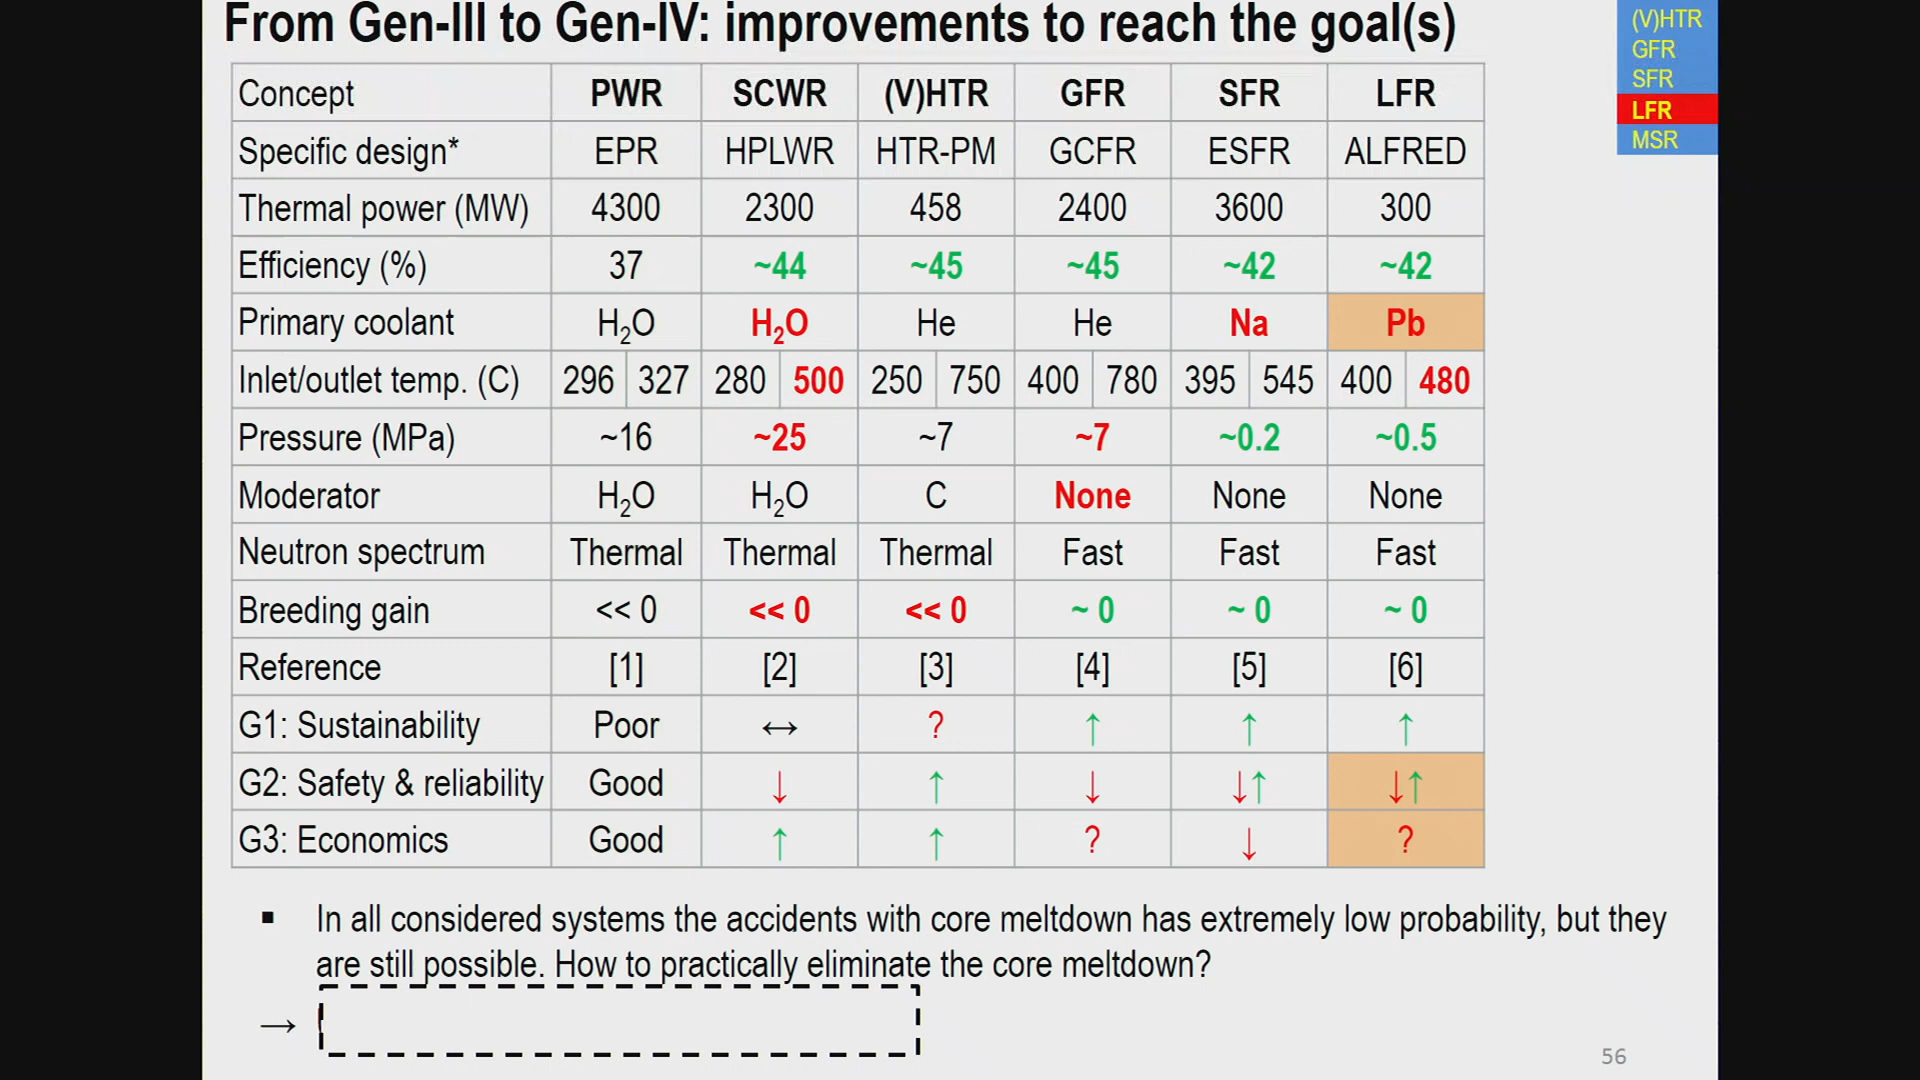 From Gen-III to Gen-IV: improvements to reach the goal(s)
(V)HTR
GFR
SFR
LFR
MSR
Concept PWR SCWR (V)HTR GFR SFR LFR
Specific design* EPR HPLWR HTR-PM GCFR ESFR ALFRED
Thermal power (MW) 4300 2300 458 2400 3600 300
Efficiency (%) 37 ~44 ~45 ~45 ~42 ~42
Primary coolant H2O H2O He He Na Pb
Inlet/outlet temp. (C) 296 327 280 500 250 750 400 780 395 545 400 480
Pressure (MPa) ~16 ~25 ~7 ~7 ~0.2 ~0.5
Moderator H2O H2O C None None None
Neutron spectrum Thermal Thermal Thermal Fast Fast Fast
Breeding gain << 0 << 0 << 0 ~ 0 ~ 0 ~ 0
Reference [1] [2] [3] [4] [5] [6]
G1: Sustainability Poor ↔ ? ↑ ↑ ↑
G2: Safety & reliability Good ↓ ↑ ↓ ↓↑ ↓↑
G3: Economics Good ↑ ↑ ? ↓ ?
▪ In all considered systems the accidents with core meltdown has extremely low probability, but they
are still possible. How to practically eliminate the core meltdown?
→
56